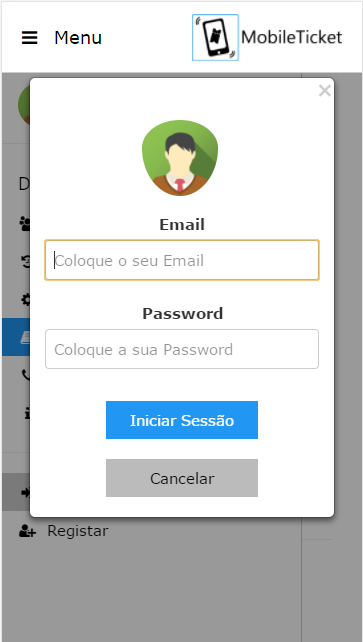 Menu
MobileTicket
×
D
Email
Coloque o seu Email
Password
Coloque a sua Password
Iniciar Sessão
Cancelar
Registar